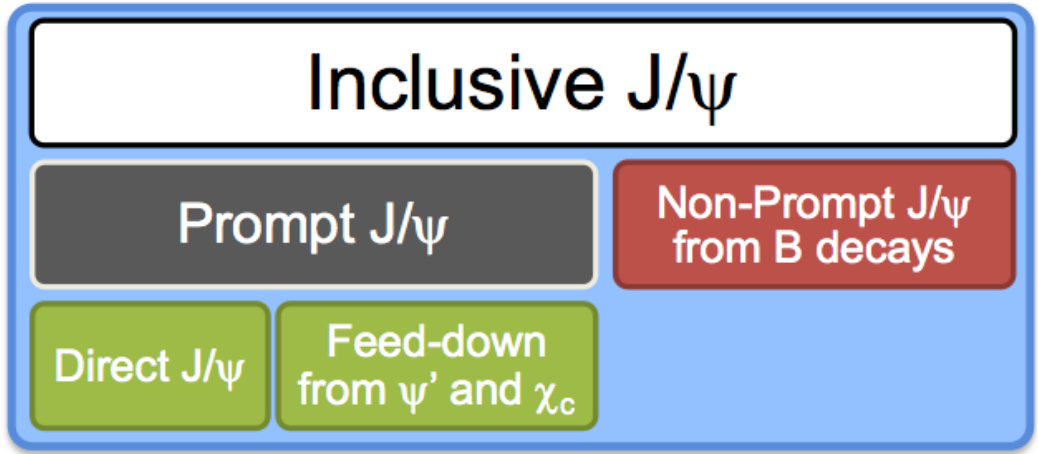 Inclusive J/ψ
Prompt J/ψ
Non-Prompt J/ψ
from B decays
Direct J/ψ
Feed-down
from ψ’ and χc